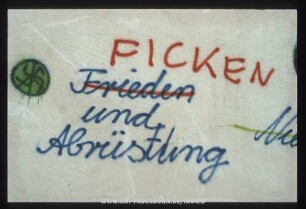 FICKEN
Frieden
und
Abrüstung